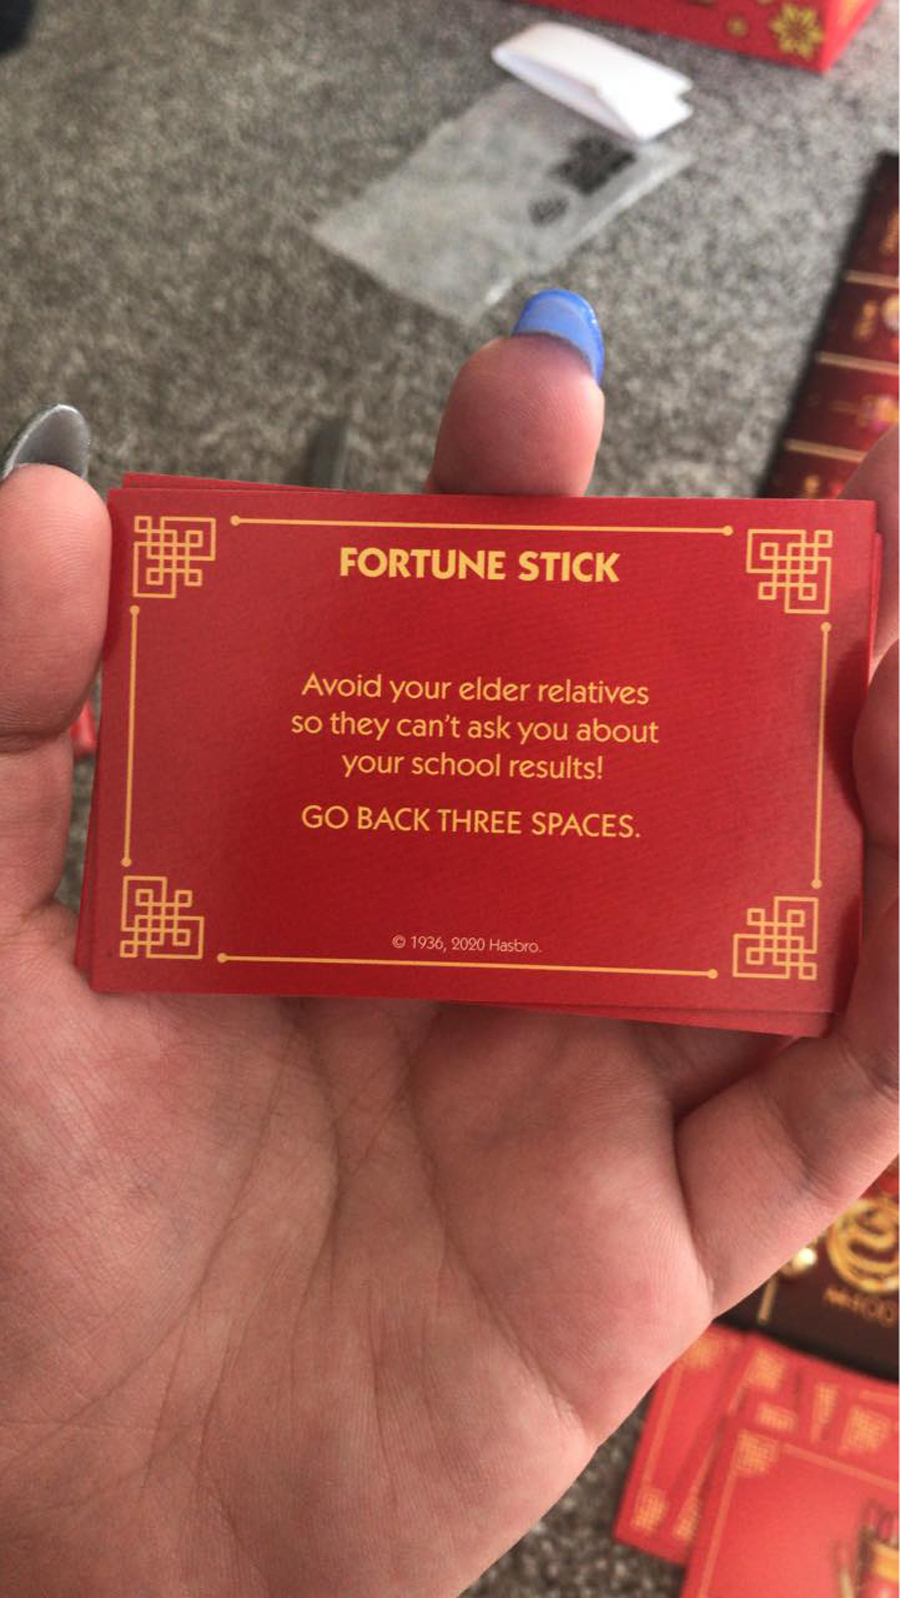 FORTUNE STICK
Avoid your elder relatives
so they can't ask you about
your school results!
GO BACK THREE SPACES.
© 1936, 2020 Hasbro.